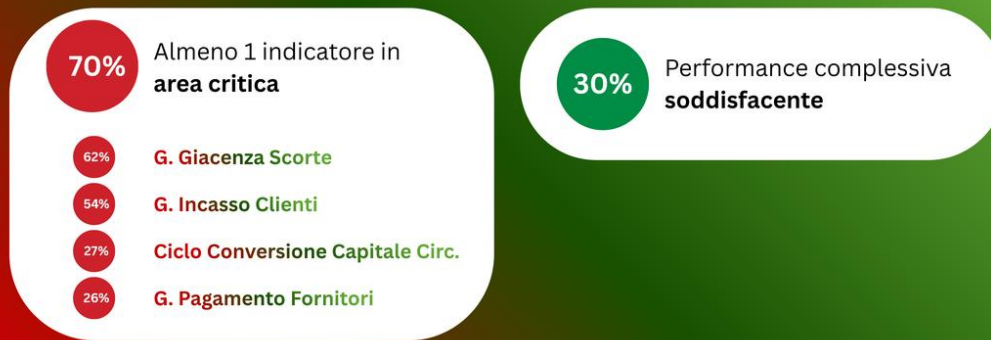 70%
Almeno 1 indicatore in
area critica
62%
G. Giacenza Scorte
54%
G. Incasso Clienti
27%
Ciclo Conversione Capitale Circ.
26%
G. Pagamento Fornitori
30%
Performance complessiva
soddisfacente